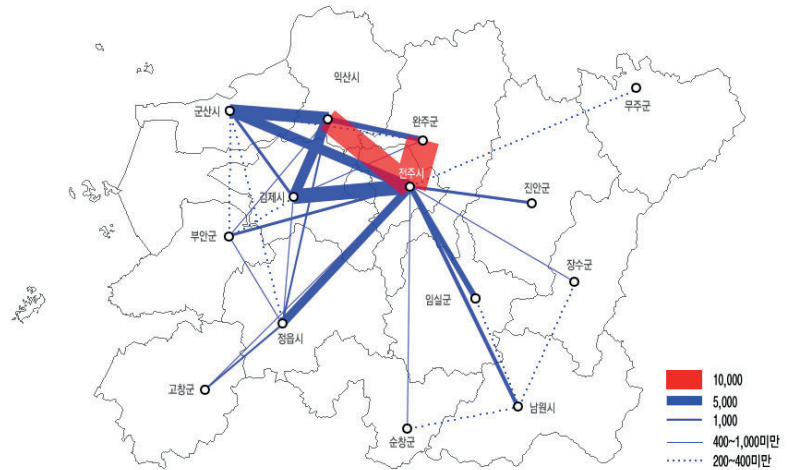 익산시
군산시
완주군
무주군
전주시
김제시
진안군
부안군
장수군
임실군
정읍시
고창군
남원시
순창군
10,000
5,000
1,000
400~1,000미만
200~400미만